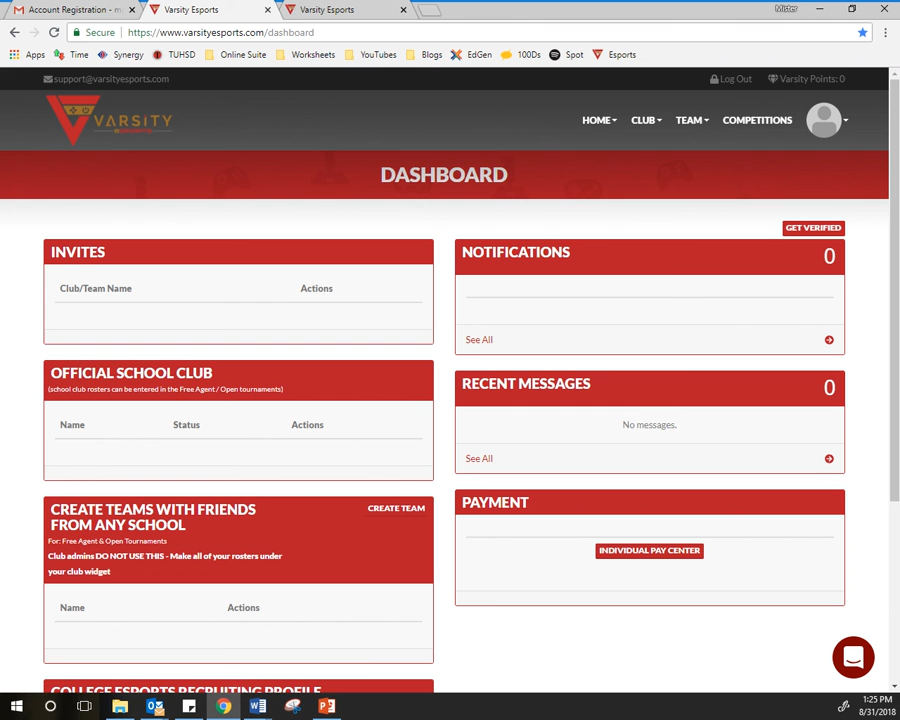 Account Registration - m
Varsity Esports
Varsity Esports
Mister
Secure
https://www.varsityesports.com/dashboard
Apps Time Synergy TUHSD Online Suite Worksheets YouTubes Blogs EdGen 100Ds Spot Esports
support@varsityesports.com
Log Out Varsity Points: 0
VARSITY
HOME CLUB TEAM COMPETITIONS
DASHBOARD
GET VERIFIED
INVITES
Club/Team Name Actions
OFFICIAL SCHOOL CLUB
(school club rosters can be entered in the Free Agent / Open tournaments)
Name Status Actions
CREATE TEAMS WITH FRIENDS
FROM ANY SCHOOL
CREATE TEAM
For: Free Agent & Open Tournaments
Club admins DO NOT USE THIS - Make all of your rosters under
your club widget
Name Actions
COLLEGE ESPORTS RECRUITING PROFILE
NOTIFICATIONS 0
See All
RECENT MESSAGES 0
No messages.
See All
PAYMENT
INDIVIDUAL PAY CENTER
1:25 PM
8/31/2018